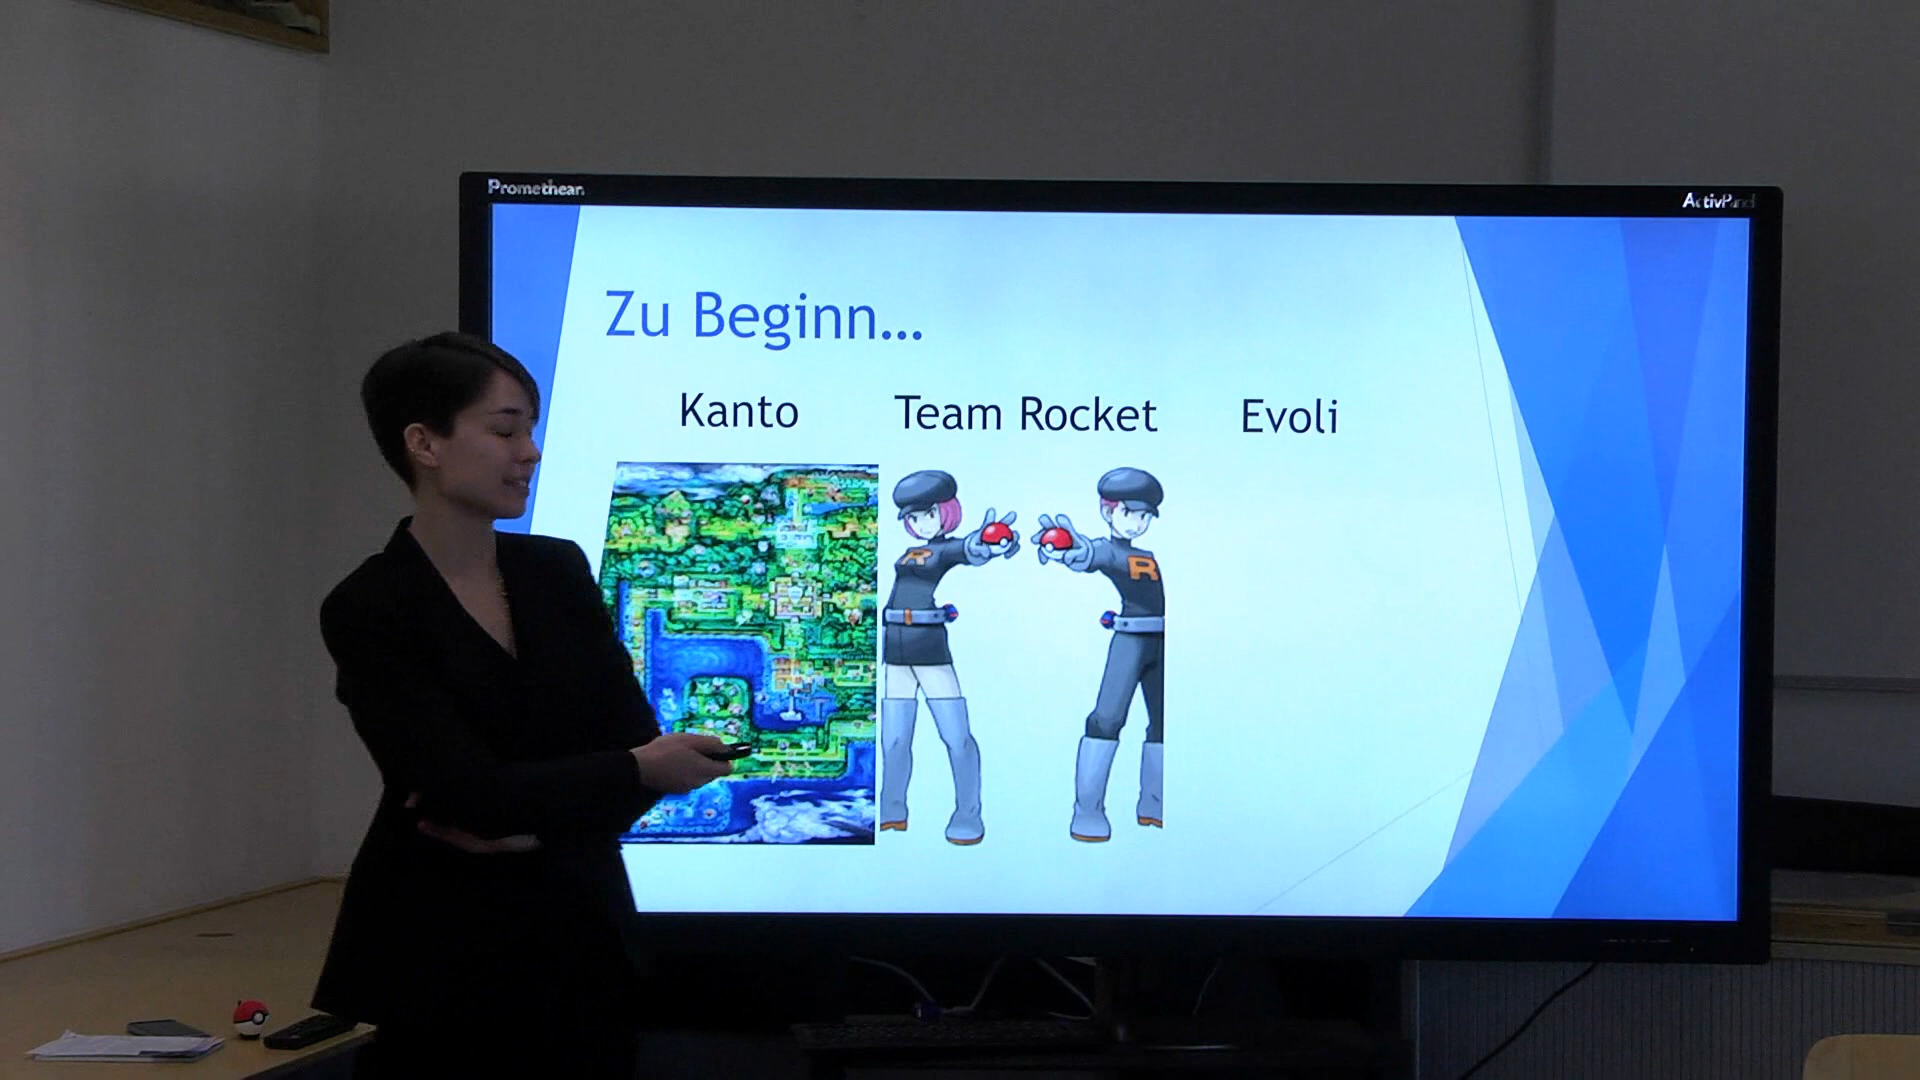 Promethean
ActivPanel
Zu Beginn...
Kanto
Team Rocket
Evoli
R
R